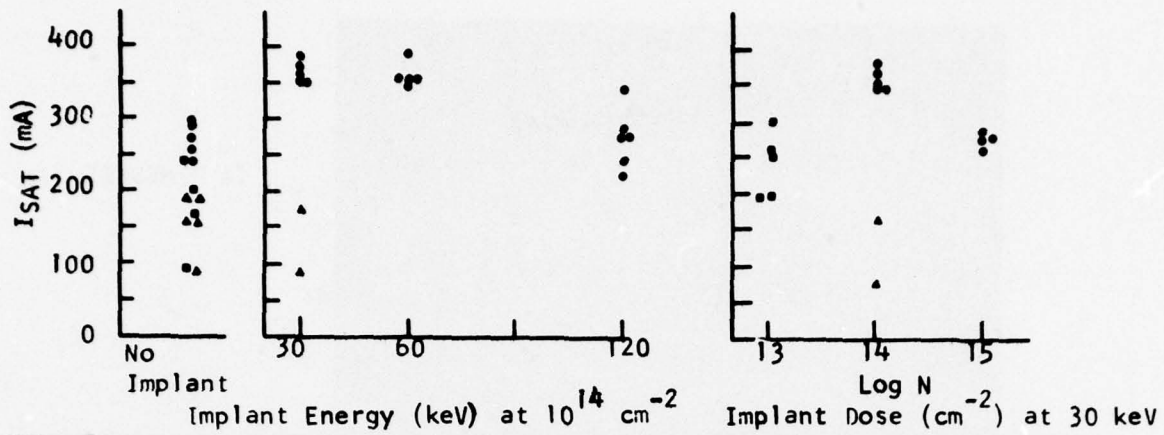 400
300
200
100
0
I_SAT (mA)
No
Implant
30 60 120
Implant Energy (keV) at 10^14 cm^-2
13 14 15
Log N
Implant Dose (cm^-2) at 30 keV